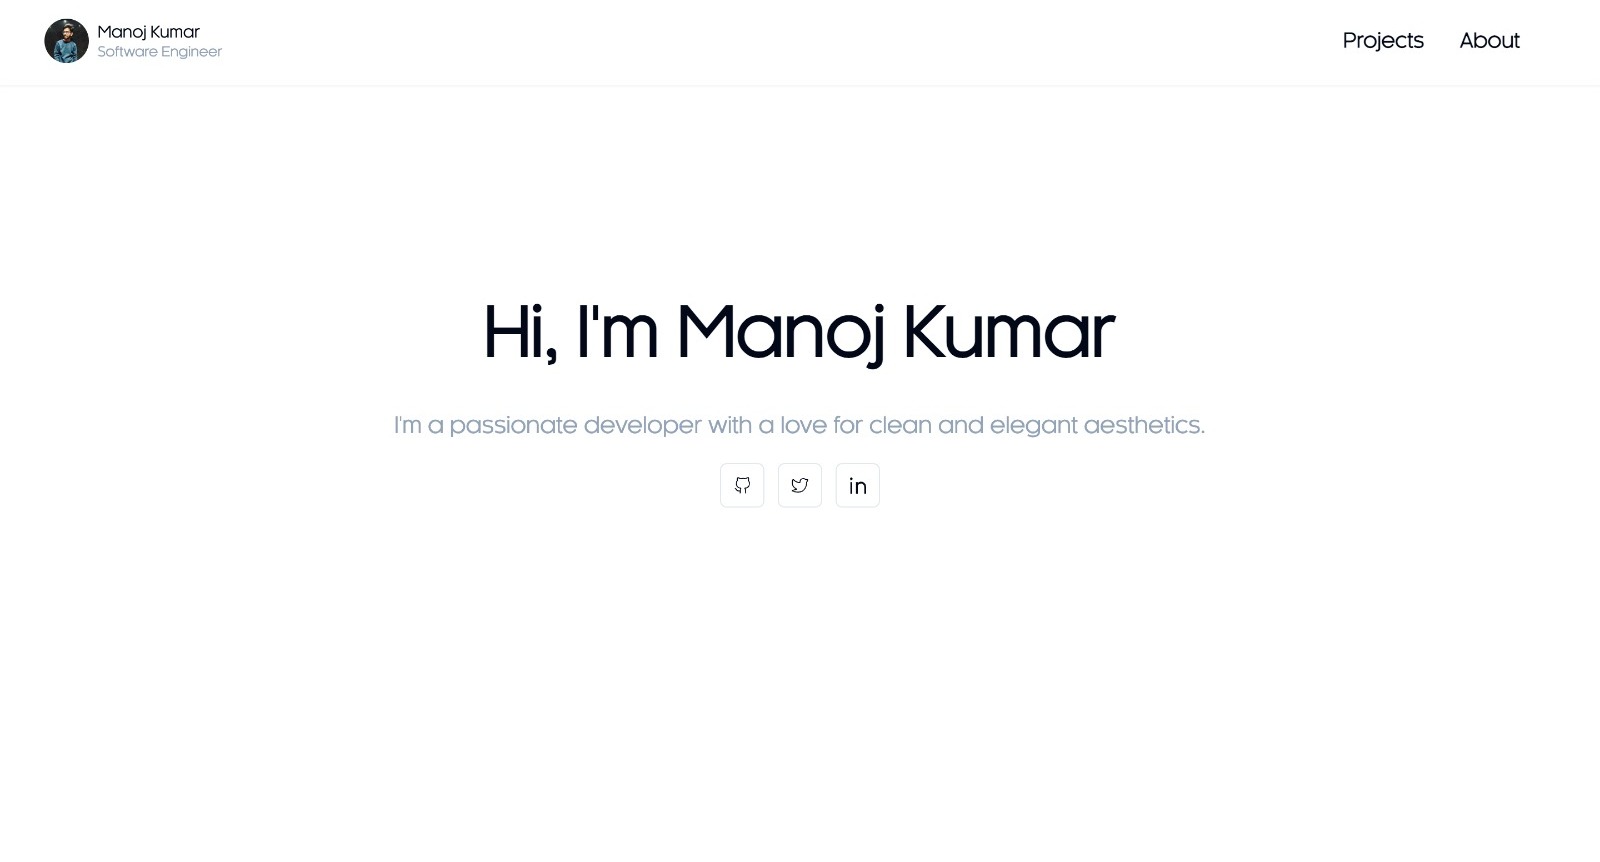 Manoj Kumar
Software Engineer
Projects
About
Hi, I'm Manoj Kumar
I'm a passionate developer with a love for clean and elegant aesthetics.
in